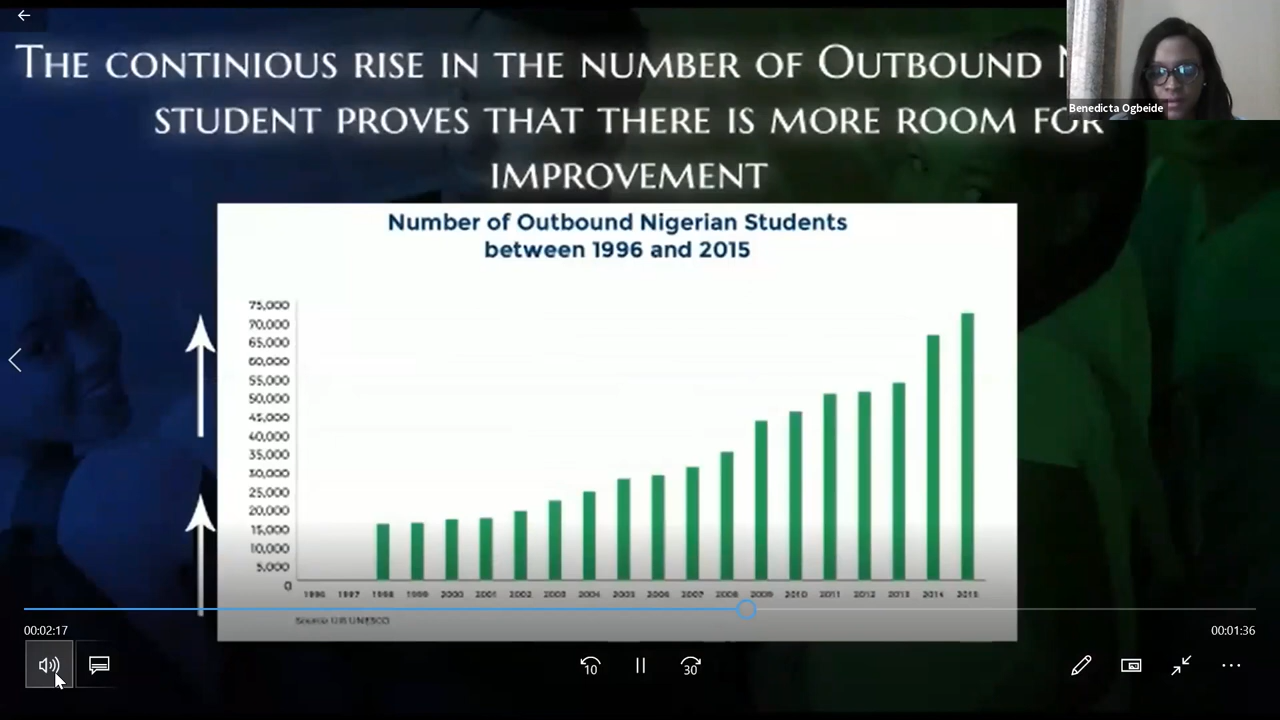 THE CONTINIOUS RISE IN THE NUMBER OF OUTBOUND
STUDENT PROVES THAT THERE IS MORE ROOM FOR
IMPROVEMENT
Benedicta Ogbeide
Number of Outbound Nigerian Students
between 1996 and 2015
75,000
70,000
65,000
60,000
55,000
50,000
45,000
40,000
35,000
30,000
25,000
20,000
15,000
10,000
5,000
0
1996 1997 1998 1999 2000 2001 2002 2003 2004 2005 2006 2007 2008 2009 2010 2011 2012 2013 2014 2015
Source: UIS UNESCO
00:02:17
00:01:36
10
30